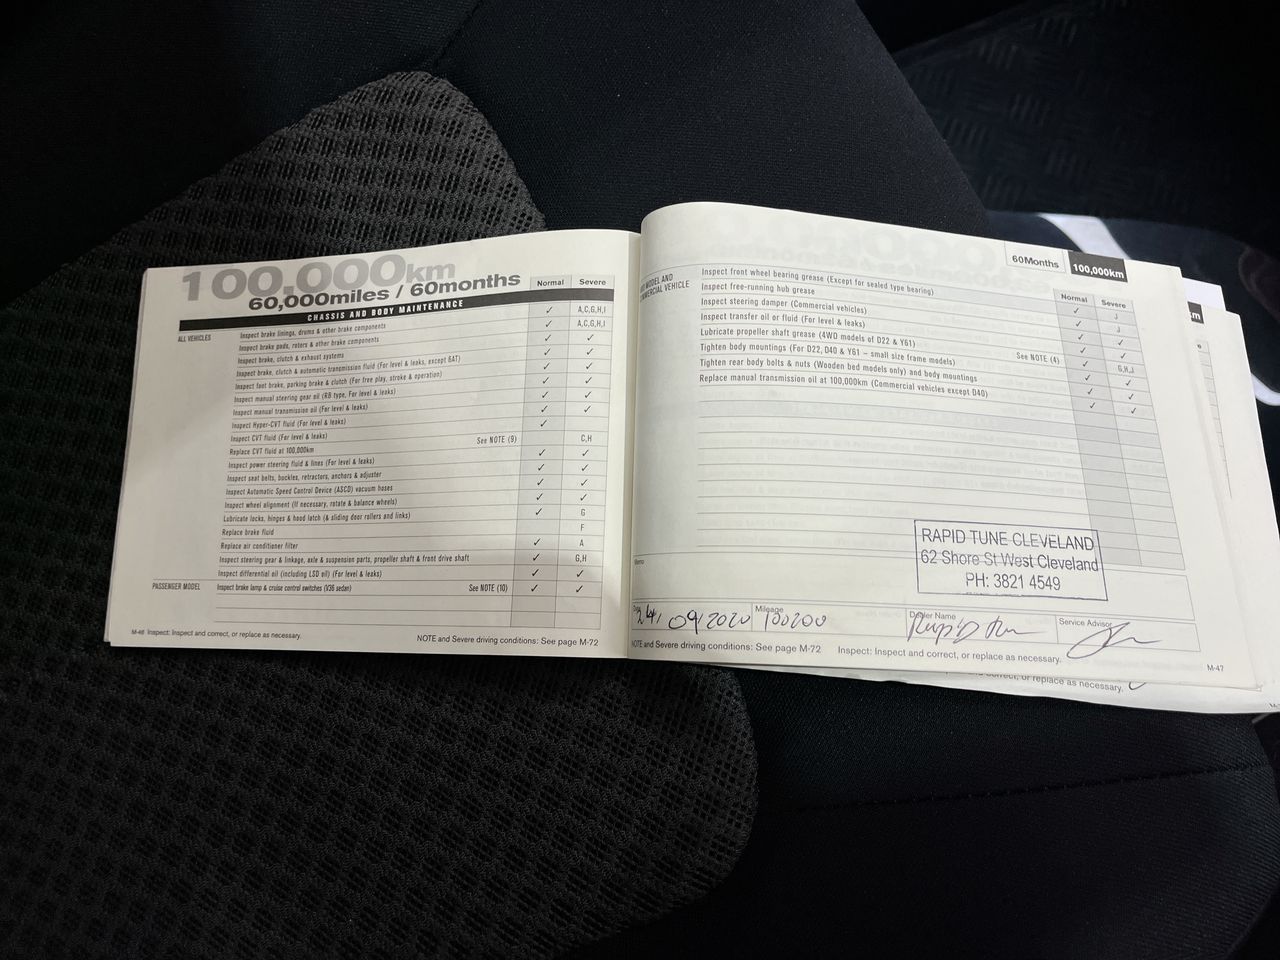 100,000km
60,000miles / 60months
Normal Severe
CHASSIS AND BODY MAINTENANCE
ALL VEHICLES
Inspect brake linings, drums & other brake components ✓ A,C,G,H,I
Inspect brake pads, rotors & other brake components ✓ A,C,G,H,I
Inspect brake, clutch & exhaust systems ✓ ✓
Inspect brake, clutch & automatic transmission fluid (For level & leaks, except 6AT) ✓ ✓
Inspect foot brake, parking brake & clutch (For free play, stroke & operation) ✓ ✓
Inspect manual steering gear oil (RB type, For level & leaks) ✓ ✓
Inspect manual transmission oil (For level & leaks) ✓ ✓
Inspect Hyper-CVT fluid (For level & leaks) ✓ ✓
Inspect CVT fluid (For level & leaks) ✓
Replace CVT fluid at 100,000km See NOTE (9) C,H
Inspect power steering fluid & lines (For level & leaks) ✓ ✓
Inspect seat belts, buckles, retractors, anchors & adjuster ✓ ✓
Inspect Automatic Speed Control Device (ASCD) vacuum hoses ✓ ✓
Inspect wheel alignment (If necessary, rotate & balance wheels) ✓ ✓
Lubricate locks, hinges & hood latch (& sliding door rollers and links) ✓ G
Replace brake fluid F
Replace air conditioner filter ✓ A
Inspect steering gear & linkage, axle & suspension parts, propeller shaft & front drive shaft ✓ G,H
Inspect differential oil (including LSD oil) (For level & leaks) ✓ ✓
PASSENGER MODEL Inspect brake lamp & cruise control switches (V36 sedan) See NOTE (10) ✓ ✓
M-46 Inspect: Inspect and correct, or replace as necessary.
NOTE and Severe driving conditions: See page M-72
60Months 100,000km
Normal Severe
MODEL AND
COMMERCIAL VEHICLE
Inspect front wheel bearing grease (Except for sealed type bearing) ✓ J
Inspect free-running hub grease ✓ J
Inspect steering damper (Commercial vehicles) ✓ ✓
Inspect transfer oil or fluid (For level & leaks) ✓ ✓
Lubricate propeller shaft grease (4WD models of D22 & Y61) See NOTE (4) ✓ G,H,J
Tighten body mountings (For D22, D40 & Y61 – small size frame models) ✓ ✓
Tighten rear body bolts & nuts (Wooden bed models only) and body mountings ✓ ✓
Replace manual transmission oil at 100,000km (Commercial vehicles except D40) ✓ ✓
RAPID TUNE CLEVELAND
62 Shore St West Cleveland
PH: 3821 4549
Memo
Mileage
Dealer Name
Service Advisor
09/2020 100200
NOTE and Severe driving conditions: See page M-72
Inspect: Inspect and correct, or replace as necessary.
M-47
or replace as necessary.